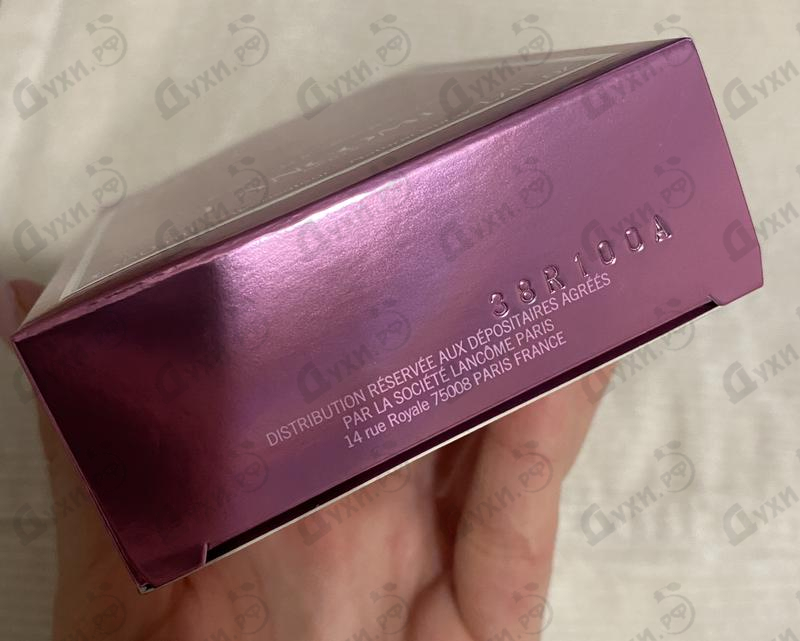 38R100A
DISTRIBUTION RÉSERVÉE AUX DÉPOSITAIRES AGRÉÉS
PAR LA SOCIÉTÉ LANCÔME PARIS
14 rue Royale 75008 PARIS FRANCE
Духи.рф